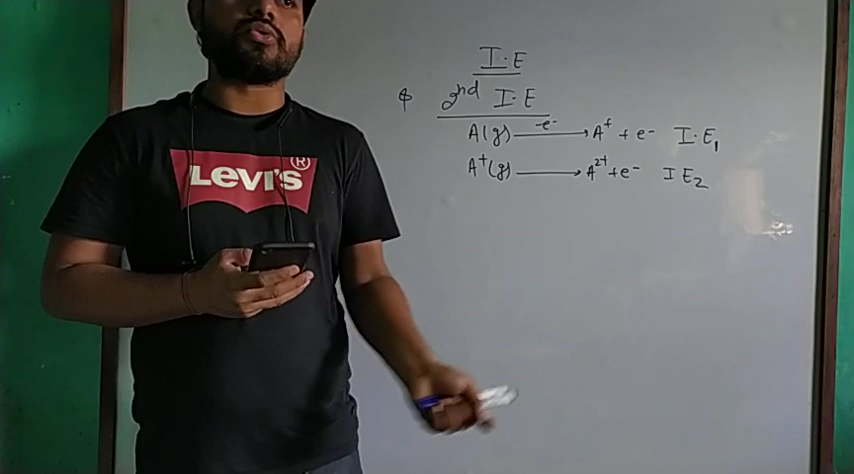 I.E
2nd I.E
A(g) -e-→ A+ + e- I.E1
A+(g) → A2+ + e- IE2
Levi's®